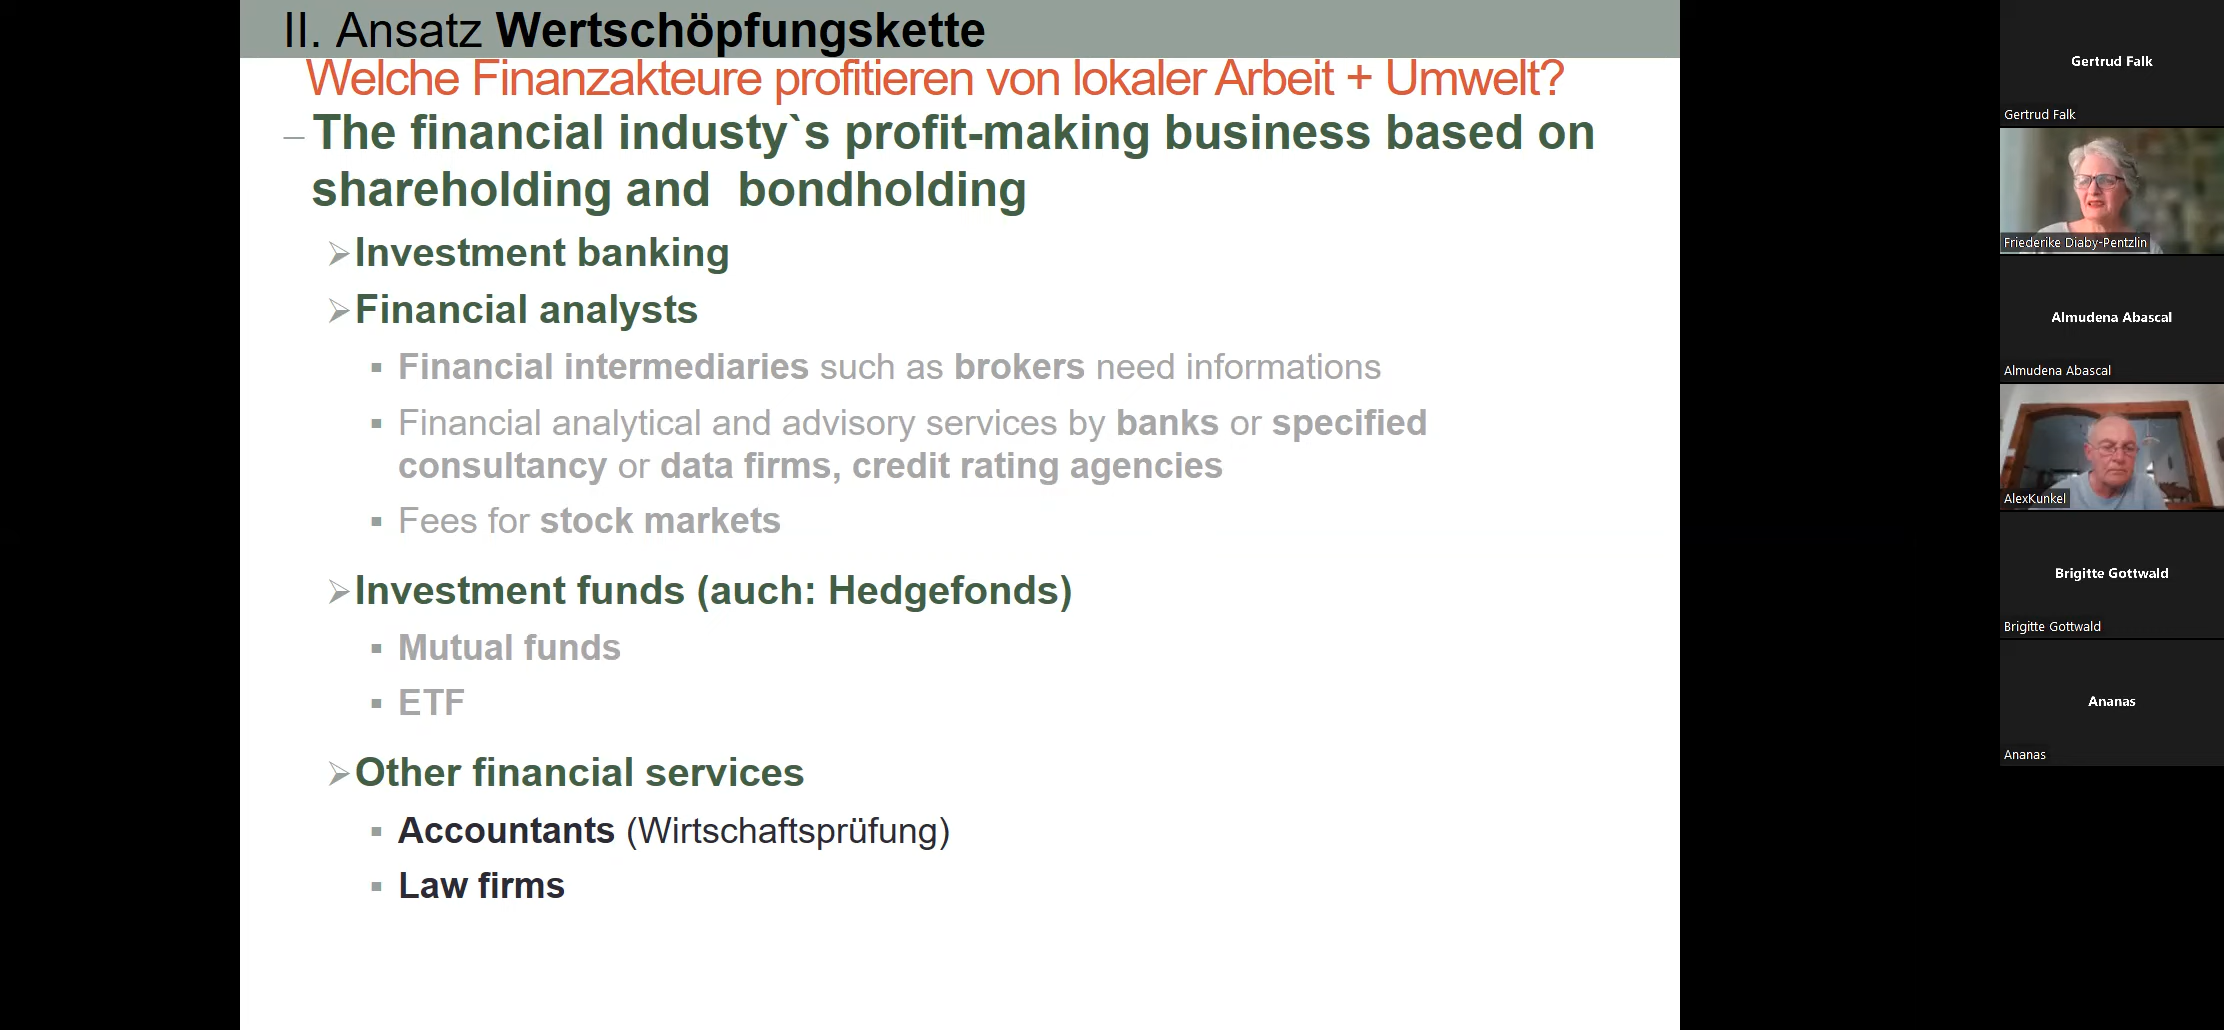 II. Ansatz Wertschöpfungskette
Welche Finanzakteure profitieren von lokaler Arbeit + Umwelt?
– The financial industy`s profit-making business based on
shareholding and  bondholding
➢Investment banking
➢Financial analysts
▪ Financial intermediaries such as brokers need informations
▪ Financial analytical and advisory services by banks or specified
consultancy or data firms, credit rating agencies
▪ Fees for stock markets
➢Investment funds (auch: Hedgefonds)
▪ Mutual funds
▪ ETF
➢Other financial services
▪ Accountants (Wirtschaftsprüfung)
▪ Law firms
Gertrud Falk
Gertrud Falk
Friederike Diaby-Pentzlin
Almudena Abascal
Almudena Abascal
AlexKunkel
Brigitte Gottwald
Brigitte Gottwald
Ananas
Ananas